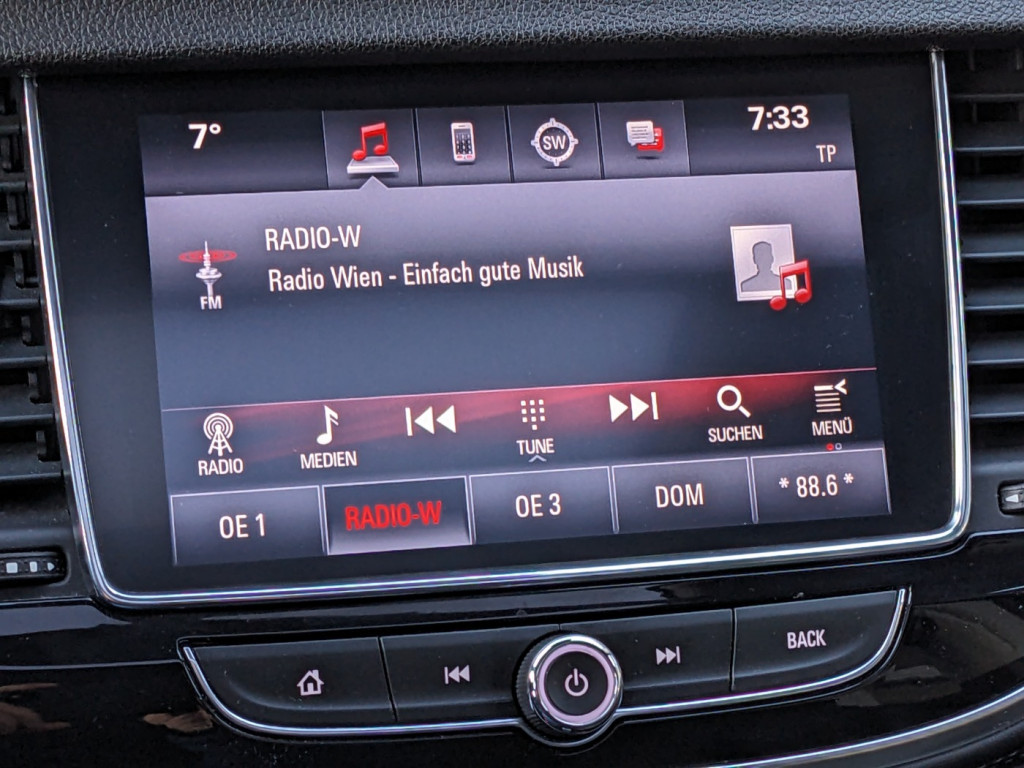 7°
SW
7:33
TP
RADIO-W
Radio Wien - Einfach gute Musik
FM
RADIO
MEDIEN
TUNE
SUCHEN
MENÜ
OE 1
RADIO-W
OE 3
DOM
* 88.6 *
BACK